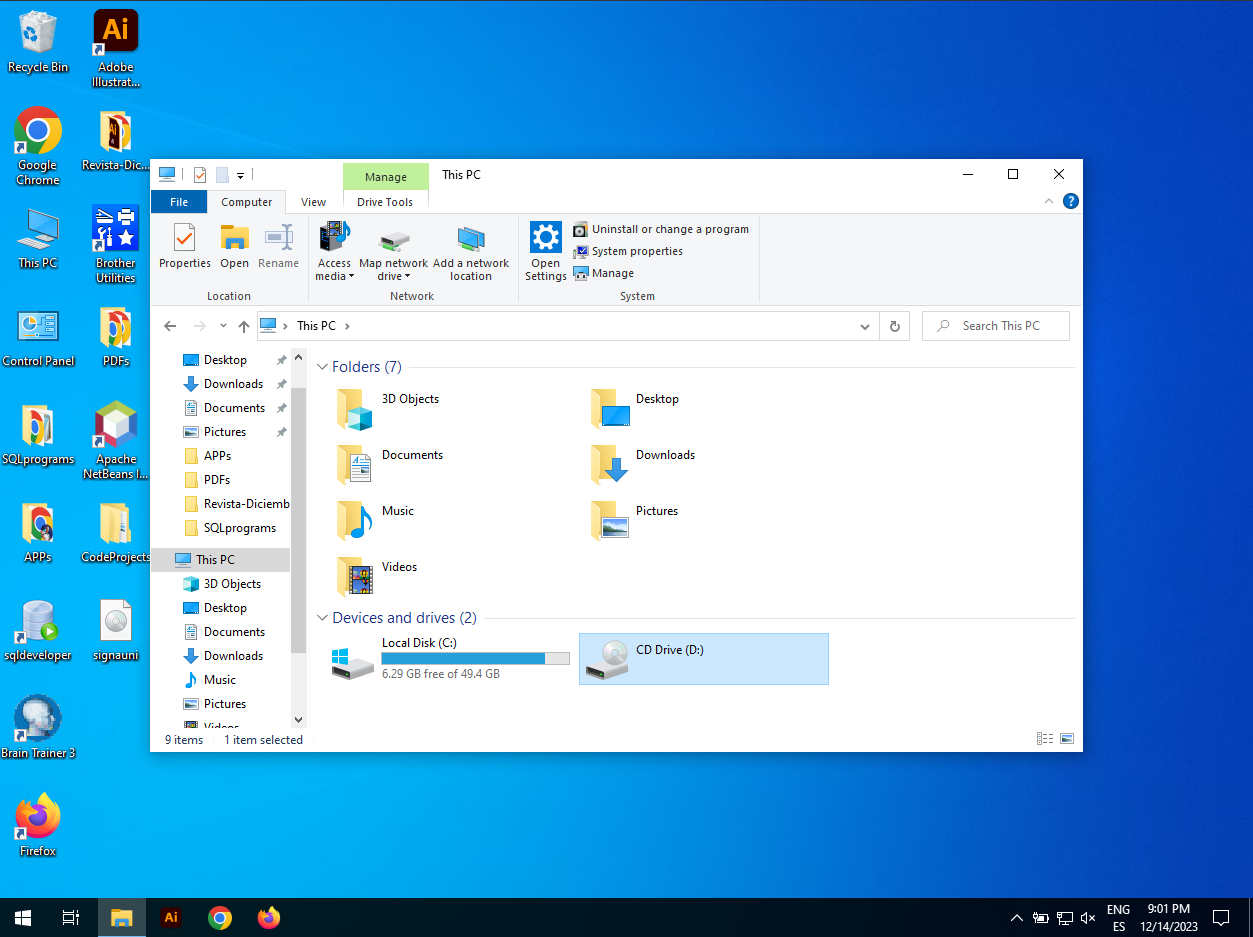 Recycle Bin
Adobe
Illustrat...
Google
Chrome
Revista-Dic...
This PC
Brother
Utilities
Control Panel
PDFs
SQLprograms
Apache
NetBeans I...
APPs
CodeProjects
sqldeveloper
signauni
Brain Trainer 3
Firefox
Manage
This PC
File
Computer
View
Drive Tools
Properties
Open
Rename
Access
media
Map network
drive
Add a network
location
Open
Settings
Uninstall or change a program
System properties
Manage
Location
Network
System
This PC
Search This PC
Desktop
Downloads
Documents
Pictures
APPs
PDFs
Revista-Diciemb
SQLprograms
This PC
3D Objects
Desktop
Documents
Downloads
Music
Pictures
Videos
Folders (7)
3D Objects
Desktop
Documents
Downloads
Music
Pictures
Videos
Devices and drives (2)
Local Disk (C:)
6.29 GB free of 49.4 GB
CD Drive (D:)
9 items
1 item selected
Ai
ENG
ES
9:01 PM
12/14/2023